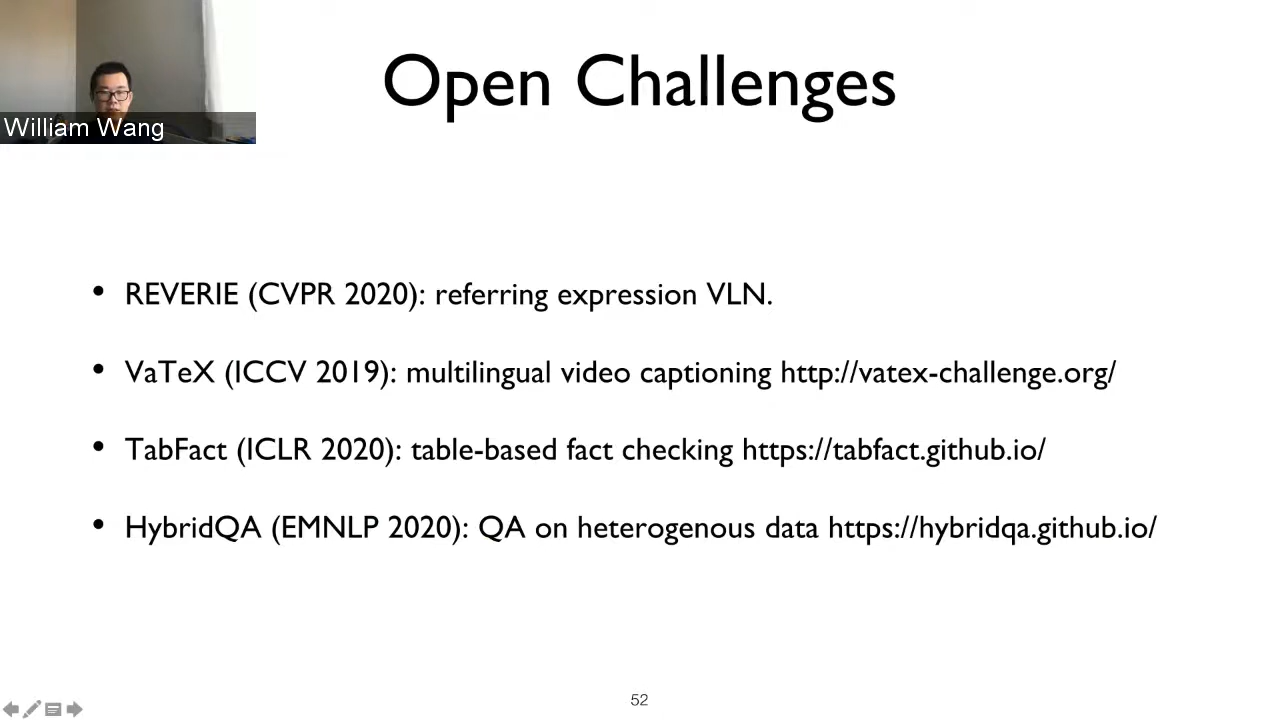 William Wang
Open Challenges
• REVERIE (CVPR 2020): referring expression VLN.
• VaTeX (ICCV 2019): multilingual video captioning http://vatex-challenge.org/
• TabFact (ICLR 2020): table-based fact checking https://tabfact.github.io/
• HybridQA (EMNLP 2020): QA on heterogenous data https://hybridqa.github.io/
52